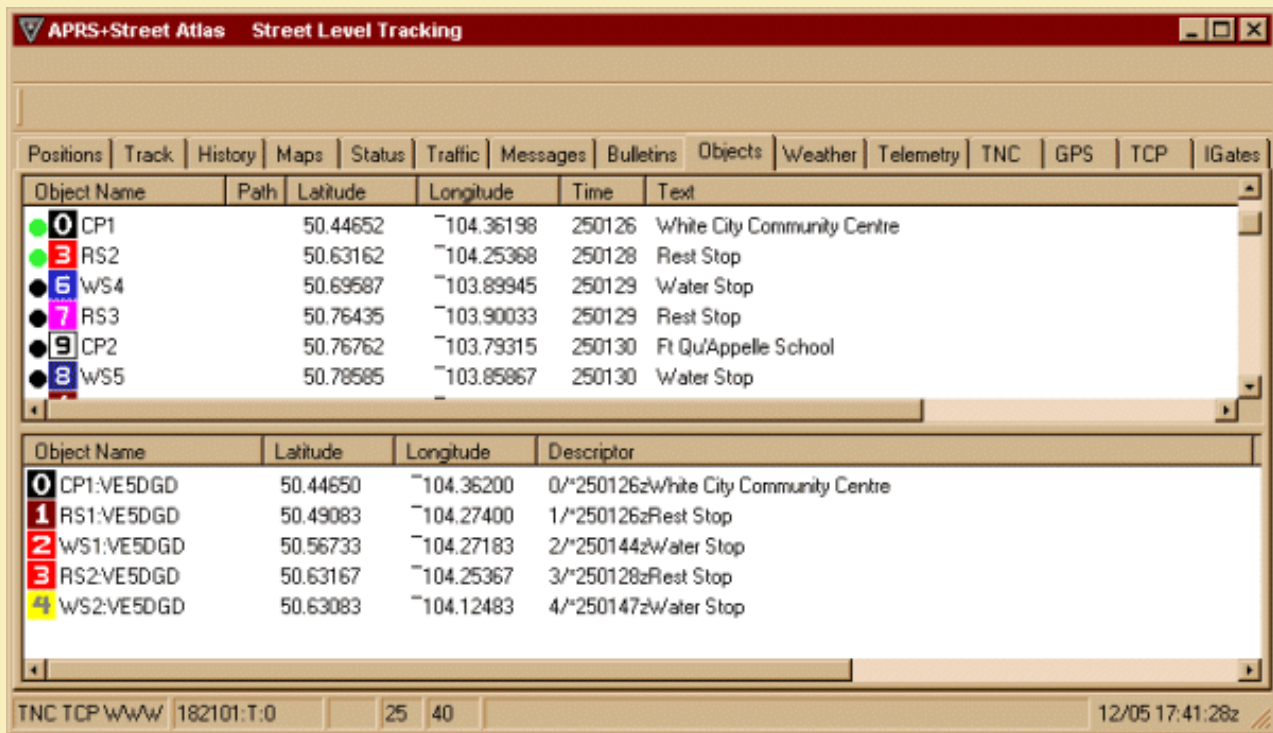 APRS+Street Atlas Street Level Tracking
Positions Track History Maps Status Traffic Messages Bulletins Objects Weather Telemetry TNC GPS TCP IGates
Object Name Path Latitude Longitude Time Text
0 CP1 50.44652 ¯104.36198 250126 White City Community Centre
3 RS2 50.63162 ¯104.25368 250128 Rest Stop
6 WS4 50.69587 ¯103.89945 250129 Water Stop
7 RS3 50.76435 ¯103.90033 250129 Rest Stop
9 CP2 50.76762 ¯103.79315 250130 Ft Qu'Appelle School
8 WS5 50.78585 ¯103.85867 250130 Water Stop
Object Name Latitude Longitude Descriptor
0 CP1:VE5DGD 50.44650 ¯104.36200 0/*250126zWhite City Community Centre
1 RS1:VE5DGD 50.49083 ¯104.27400 1/*250126zRest Stop
2 WS1:VE5DGD 50.56733 ¯104.27183 2/*250144zWater Stop
3 RS2:VE5DGD 50.63167 ¯104.25367 3/*250128zRest Stop
4 WS2:VE5DGD 50.63083 ¯104.12483 4/*250147zWater Stop
TNC TCP WWW 182101:T:0 25 40 12/05 17:41:28z